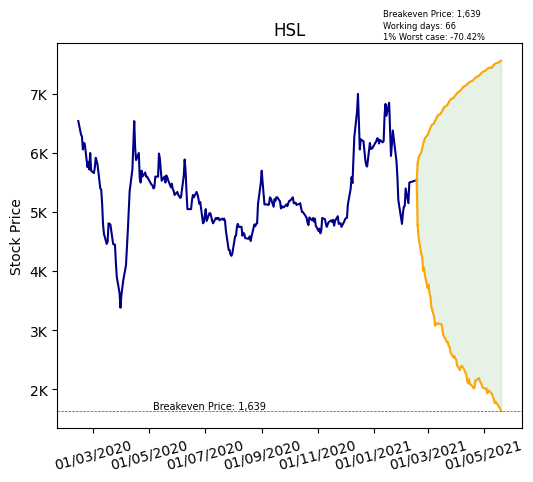 Breakeven Price: 1,639
Working days: 66
1% Worst case: -70.42%
HSL
Stock Price
7K
6K
5K
4K
3K
2K
Breakeven Price: 1,639
01/03/2020
01/05/2020
01/07/2020
01/09/2020
01/11/2020
01/01/2021
01/03/2021
01/05/2021